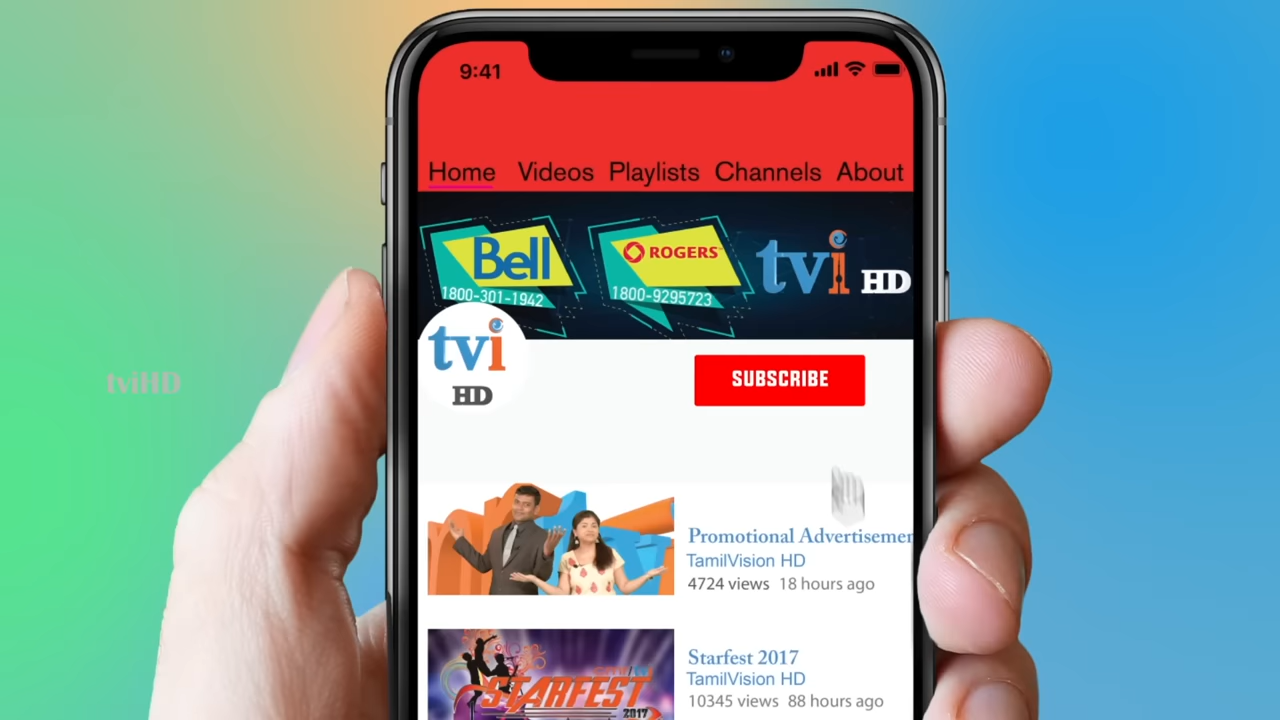 9:41
Home Videos Playlists Channels About
Bell
1800-301-1942
ROGERS
1800-9295723
tvi HD
tvi
HD
SUBSCRIBE
tviHD
Promotional Advertisemen
TamilVision HD
4724 views 18 hours ago
Starfest 2017
TamilVision HD
10345 views 88 hours ago
STARFEST
2017